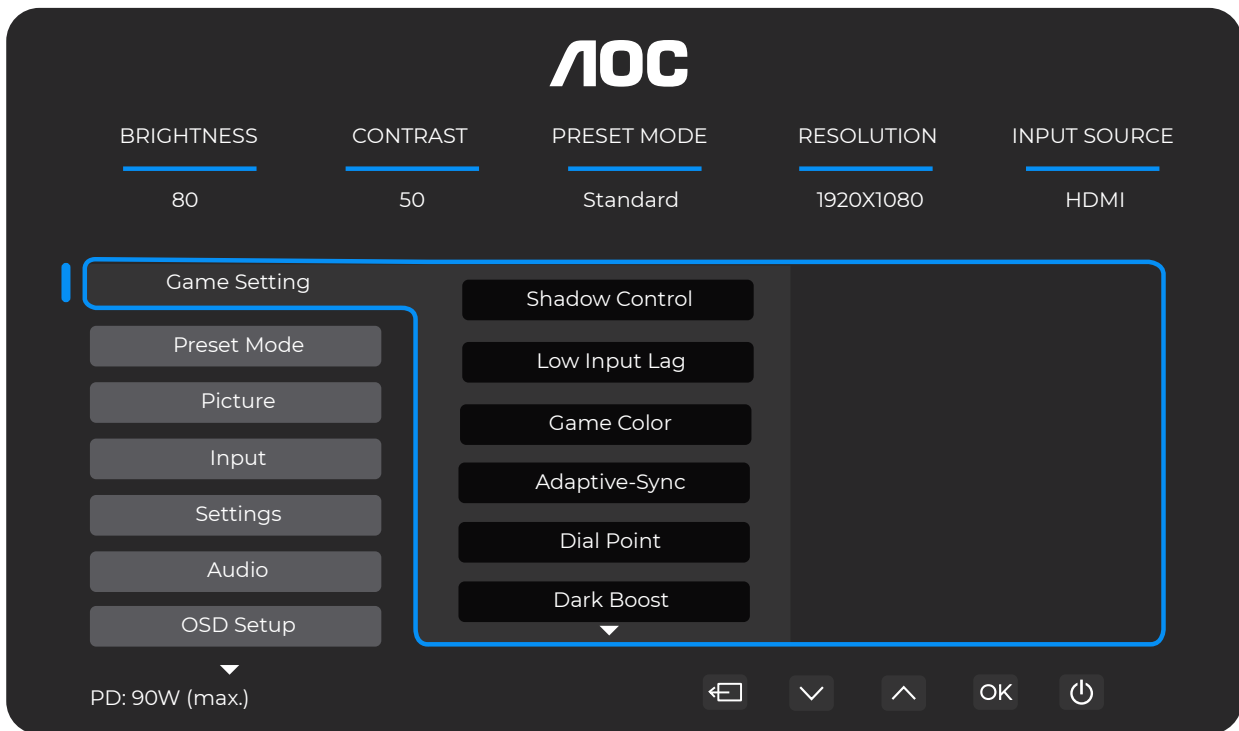 AOC
BRIGHTNESS CONTRAST PRESET MODE RESOLUTION INPUT SOURCE
80 50 Standard 1920X1080 HDMI
Game Setting
Preset Mode
Picture
Input
Settings
Audio
OSD Setup
Shadow Control
Low Input Lag
Game Color
Adaptive-Sync
Dial Point
Dark Boost
PD: 90W (max.)
OK